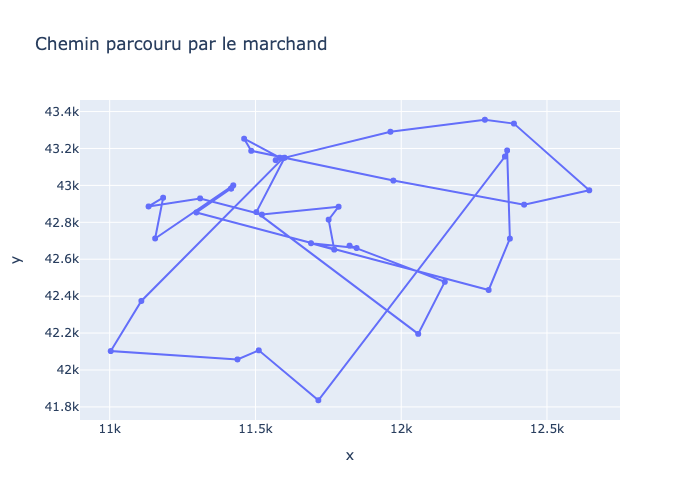 Chemin parcouru par le marchand
43.4k
43.2k
43k
42.8k
42.6k
42.4k
42.2k
42k
41.8k
y
11k
11.5k
12k
12.5k
x